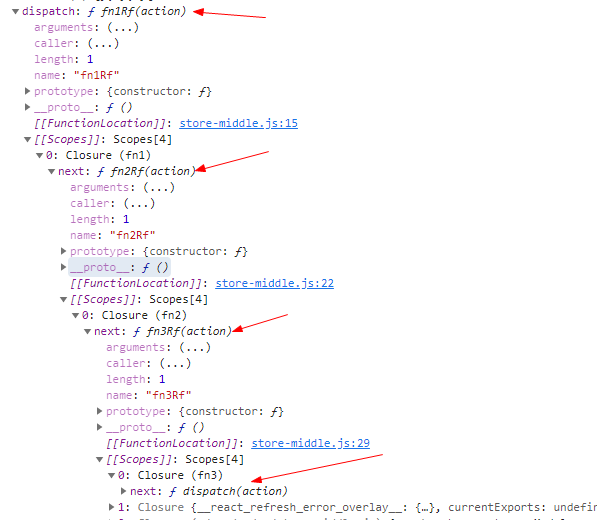 dispatch: ƒ fn1Rf(action)
arguments: (...)
caller: (...)
length: 1
name: "fn1Rf"
prototype: {constructor: ƒ}
__proto__: ƒ ()
[[FunctionLocation]]: store-middle.js:15
[[Scopes]]: Scopes[4]
0: Closure (fn1)
next: ƒ fn2Rf(action)
arguments: (...)
caller: (...)
length: 1
name: "fn2Rf"
prototype: {constructor: ƒ}
__proto__: ƒ ()
[[FunctionLocation]]: store-middle.js:22
[[Scopes]]: Scopes[4]
0: Closure (fn2)
next: ƒ fn3Rf(action)
arguments: (...)
caller: (...)
length: 1
name: "fn3Rf"
prototype: {constructor: ƒ}
__proto__: ƒ ()
[[FunctionLocation]]: store-middle.js:29
[[Scopes]]: Scopes[4]
0: Closure (fn3)
next: ƒ dispatch(action)
1: Closure {__react_refresh_error_overlay__: {…}, currentExports: undefine